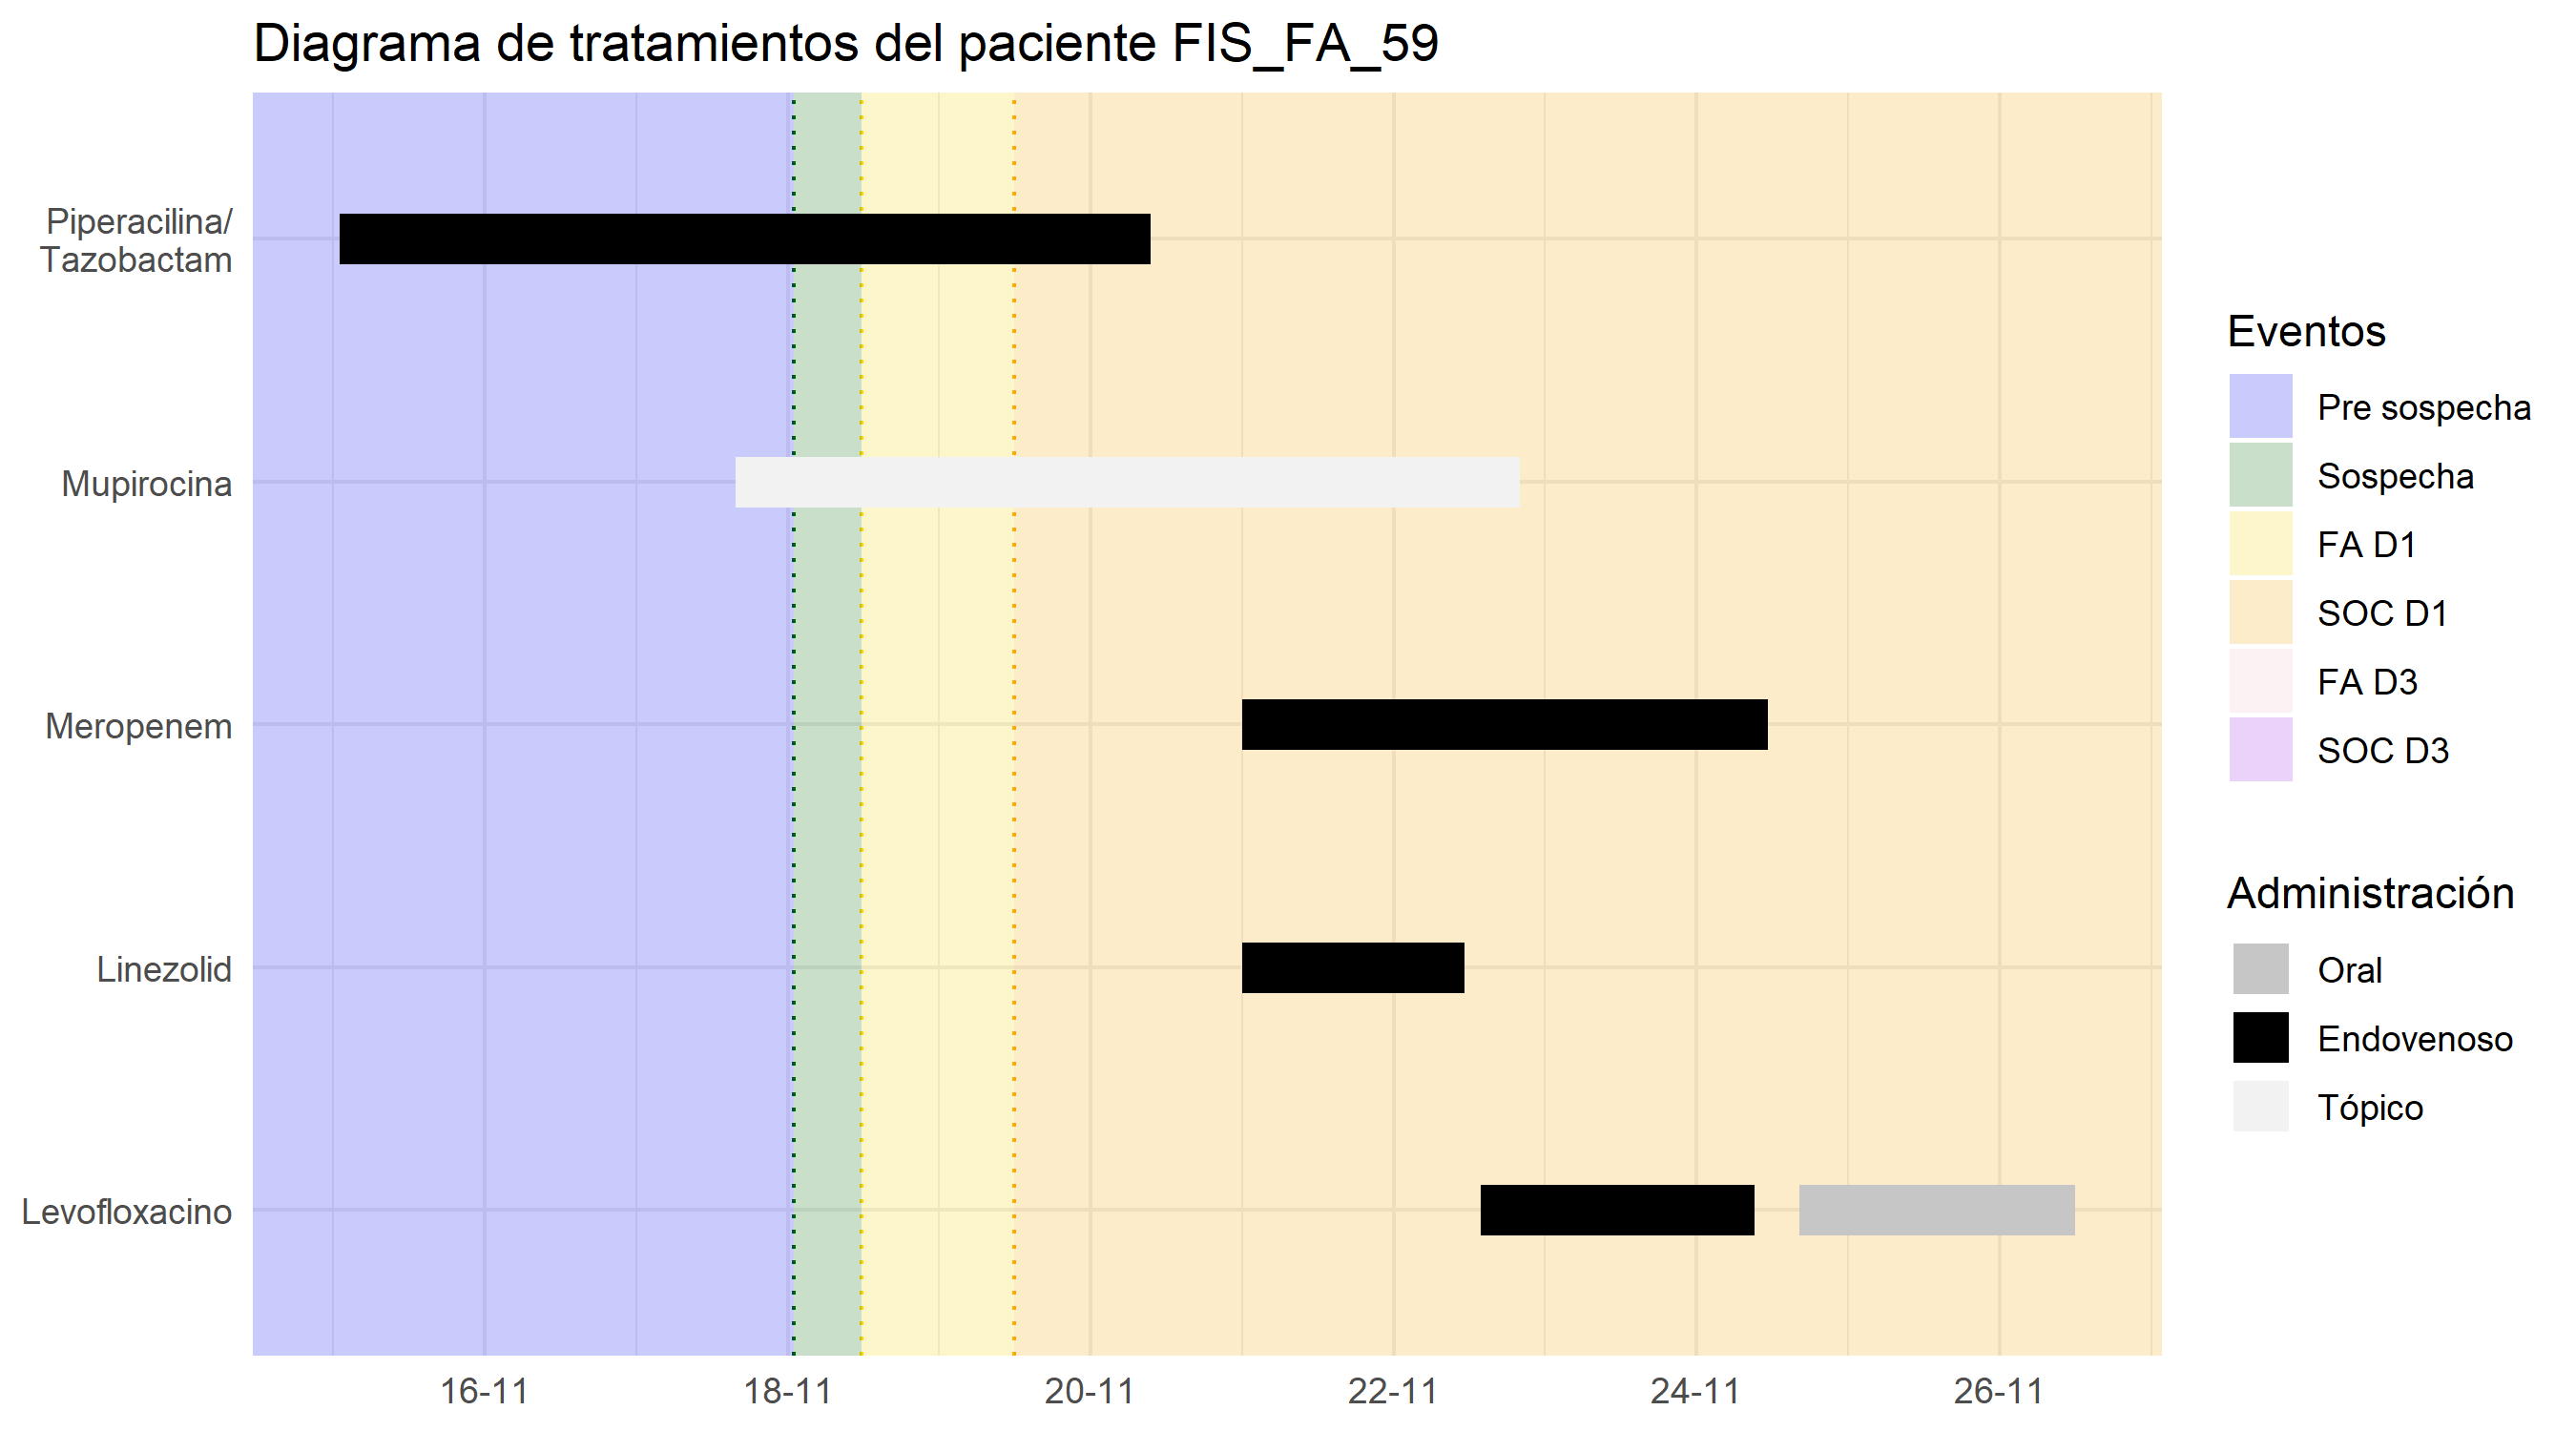 Diagrama de tratamientos del paciente FIS_FA_59
Piperacilina/
Tazobactam
Mupirocina
Meropenem
Linezolid
Levofloxacino
16-11
18-11
20-11
22-11
24-11
26-11
Eventos
Pre sospecha
Sospecha
FA D1
SOC D1
FA D3
SOC D3
Administración
Oral
Endovenoso
Tópico